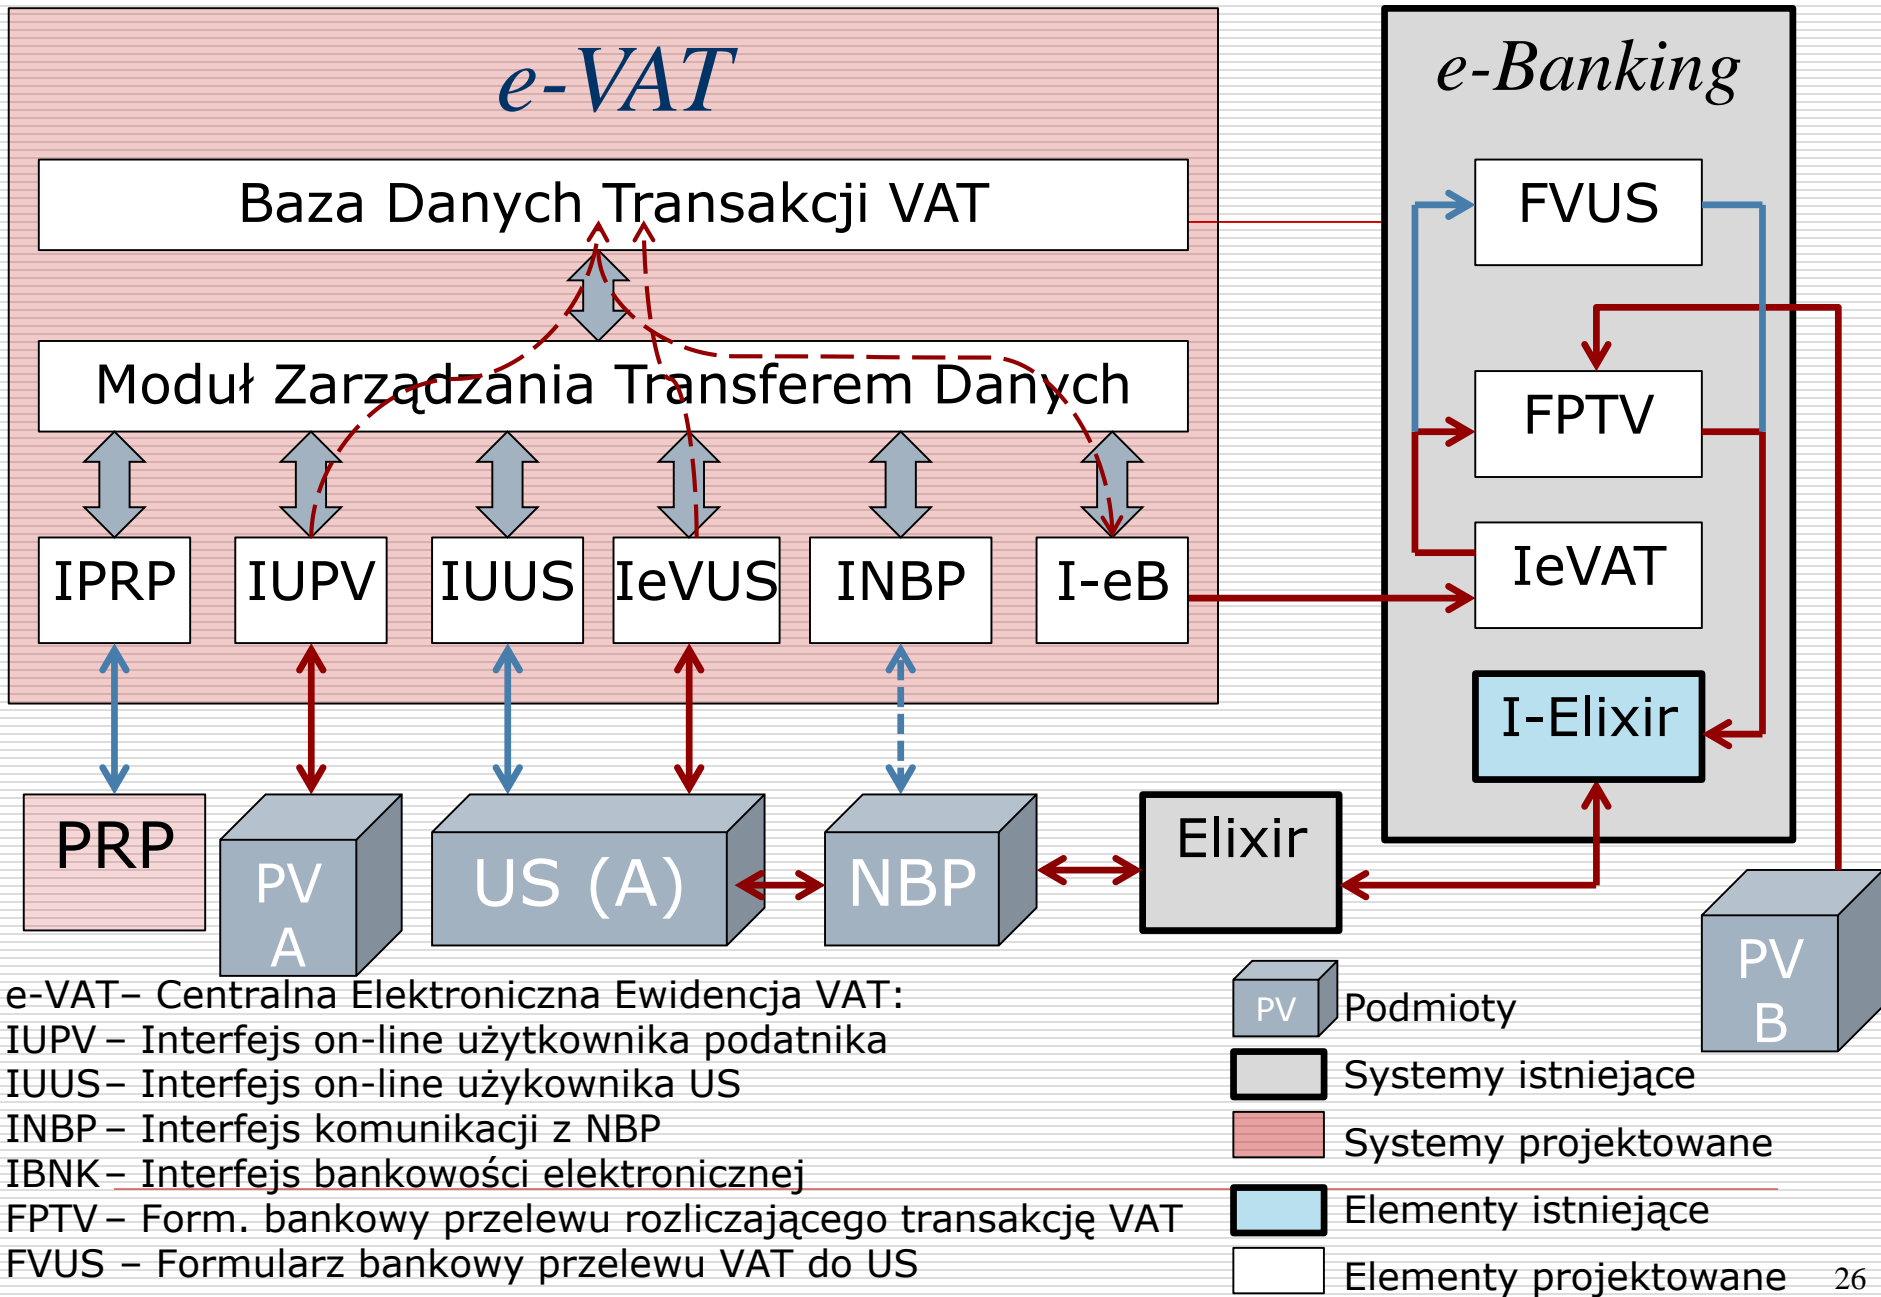 e-VAT
e-Banking
Baza Danych Transakcji VAT
FVUS
Moduł Zarządzania Transferem Danych
FPTV
IPRP
IUPV
IUUS
IeVUS
INBP
I-eB
IeVAT
I-Elixir
PRP
PV
A
US (A)
NBP
Elixir
PV
B
e-VAT– Centralna Elektroniczna Ewidencja VAT:
IUPV – Interfejs on-line użytkownika podatnika
IUUS – Interfejs on-line użykownika US
INBP – Interfejs komunikacji z NBP
IBNK – Interfejs bankowości elektronicznej
FPTV – Form. bankowy przelewu rozliczającego transakcję VAT
FVUS – Formularz bankowy przelewu VAT do US
PV
Podmioty
Systemy istniejące
Systemy projektowane
Elementy istniejące
Elementy projektowane
26